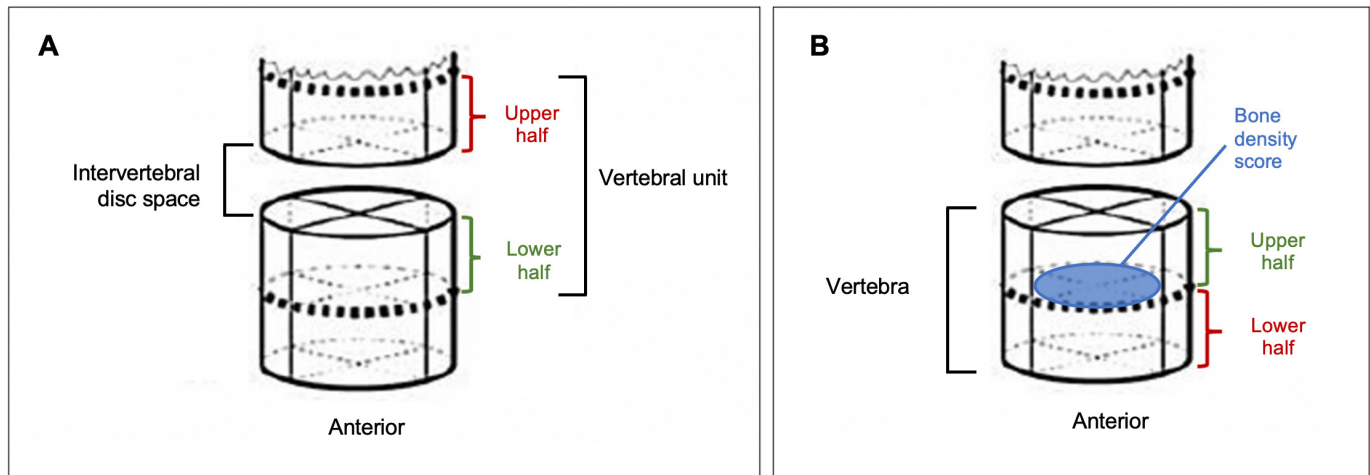 A
Upper
half
Intervertebral
disc space
Vertebral unit
Lower
half
Anterior
B
Bone
density
score
Upper
half
Vertebra
Lower
half
Anterior